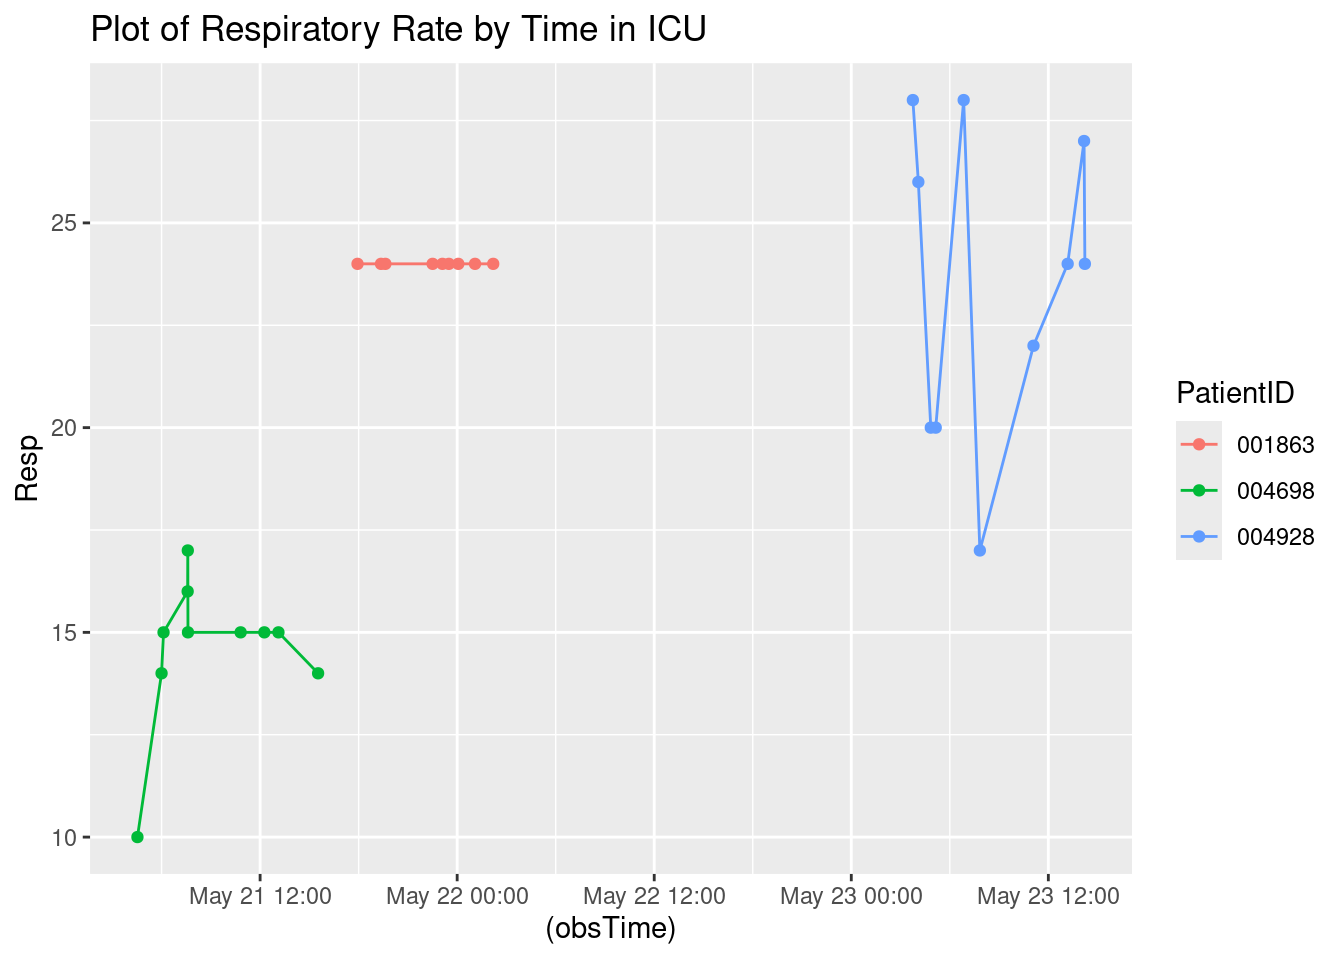 Plot of Respiratory Rate by Time in ICU
25
20
15
10
Resp
May 21 12:00
May 22 00:00
May 22 12:00
May 23 00:00
May 23 12:00
(obsTime)
PatientID
001863
004698
004928